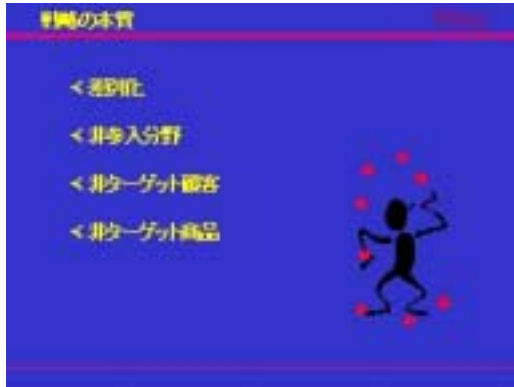 戦略の本質
差別化
非参入分野
非ターゲット顧客
非ターゲット商品